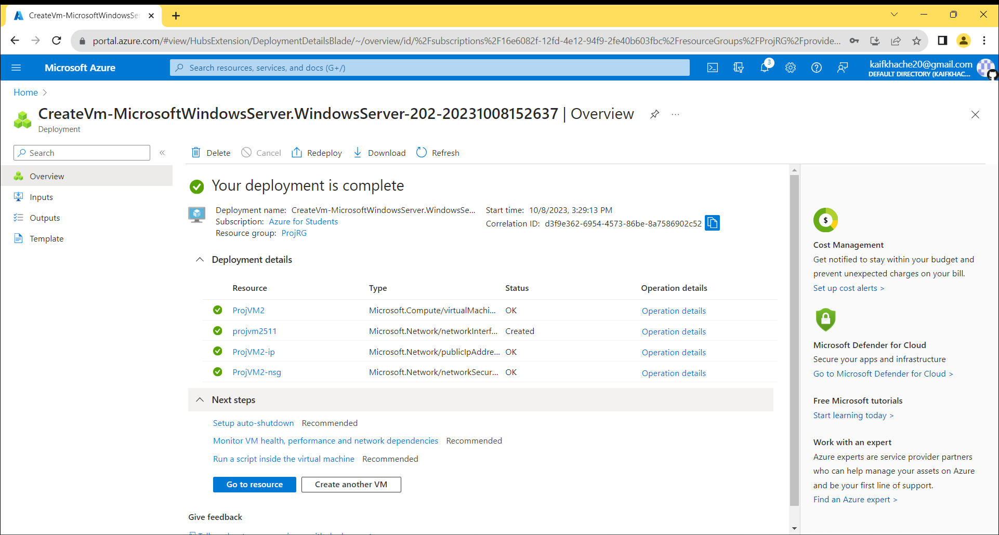 CreateVm-MicrosoftWindowsSe
portal.azure.com/#view/HubsExtension/DeploymentDetailsBlade/~/overview/id/%2Fsubscriptions%2F16e6082f-12fd-4e12-94f9-2fe40b603fbc%2FresourceGroups%2FProjRG%2Fprovide...
Microsoft Azure
Search resources, services, and docs (G+/)
3
kaifkhache20@gmail.com
DEFAULT DIRECTORY (KAIFKHAC...
Home
CreateVm-MicrosoftWindowsServer.WindowsServer-202-20231008152637 | Overview
...
Deployment
Search
«
Delete
Cancel
Redeploy
Download
Refresh
Overview
Inputs
Outputs
Template
Your deployment is complete
Deployment name: CreateVm-MicrosoftWindowsServer.WindowsSe...
Subscription: Azure for Students
Resource group: ProjRG
Start time: 10/8/2023, 3:29:13 PM
Correlation ID: d3f9e362-6954-4573-86be-8a7586902c52
Deployment details
Resource Type Status Operation details
ProjVM2 Microsoft.Compute/virtualMachi... OK Operation details
projvm2511 Microsoft.Network/networkInterf... Created Operation details
ProjVM2-ip Microsoft.Network/publicIpAddre... OK Operation details
ProjVM2-nsg Microsoft.Network/networkSecur... OK Operation details
Next steps
Setup auto-shutdown Recommended
Monitor VM health, performance and network dependencies Recommended
Run a script inside the virtual machine Recommended
Go to resource
Create another VM
Give feedback
$
Cost Management
Get notified to stay within your budget and
prevent unexpected charges on your bill.
Set up cost alerts >
Microsoft Defender for Cloud
Secure your apps and infrastructure
Go to Microsoft Defender for Cloud >
Free Microsoft tutorials
Start learning today >
Work with an expert
Azure experts are service provider partners
who can help manage your assets on Azure
and be your first line of support.
Find an Azure expert >